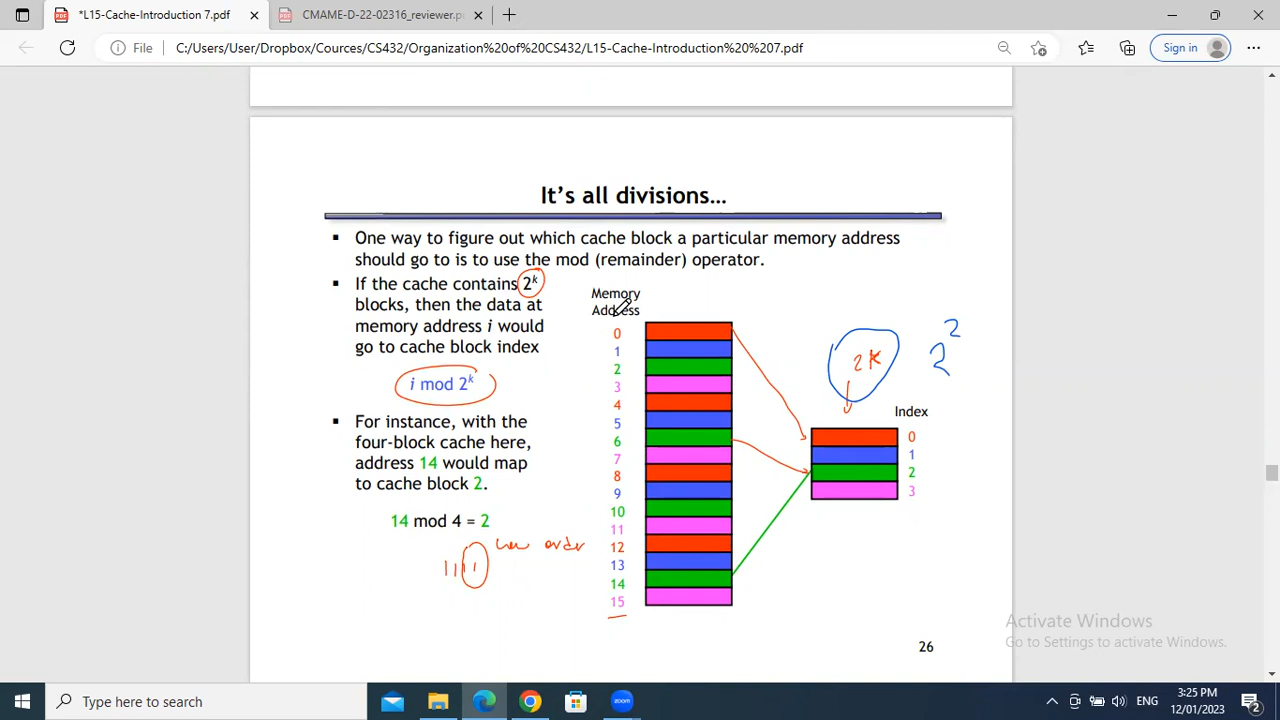 *L15-Cache-Introduction 7.pdf
CMAME-D-22-02316_reviewer.p
File
C:/Users/User/Dropbox/Cources/CS432/Organization%20of%20CS432/L15-Cache-Introduction%20%207.pdf
Sign in
It's all divisions…
▪ One way to figure out which cache block a particular memory address
should go to is to use the mod (remainder) operator.
▪ If the cache contains 2^k
blocks, then the data at
memory address i would
go to cache block index
i mod 2^k
▪ For instance, with the
four-block cache here,
address 14 would map
to cache block 2.
14 mod 4 = 2
1111
order
Memory
Address
0
1
2
3
4
5
6
7
8
9
10
11
12
13
14
15
2k
2^2
Index
0
1
2
3
26
Activate Windows
Go to Settings to activate Windows.
Type here to search
ENG
3:25 PM
12/01/2023
2